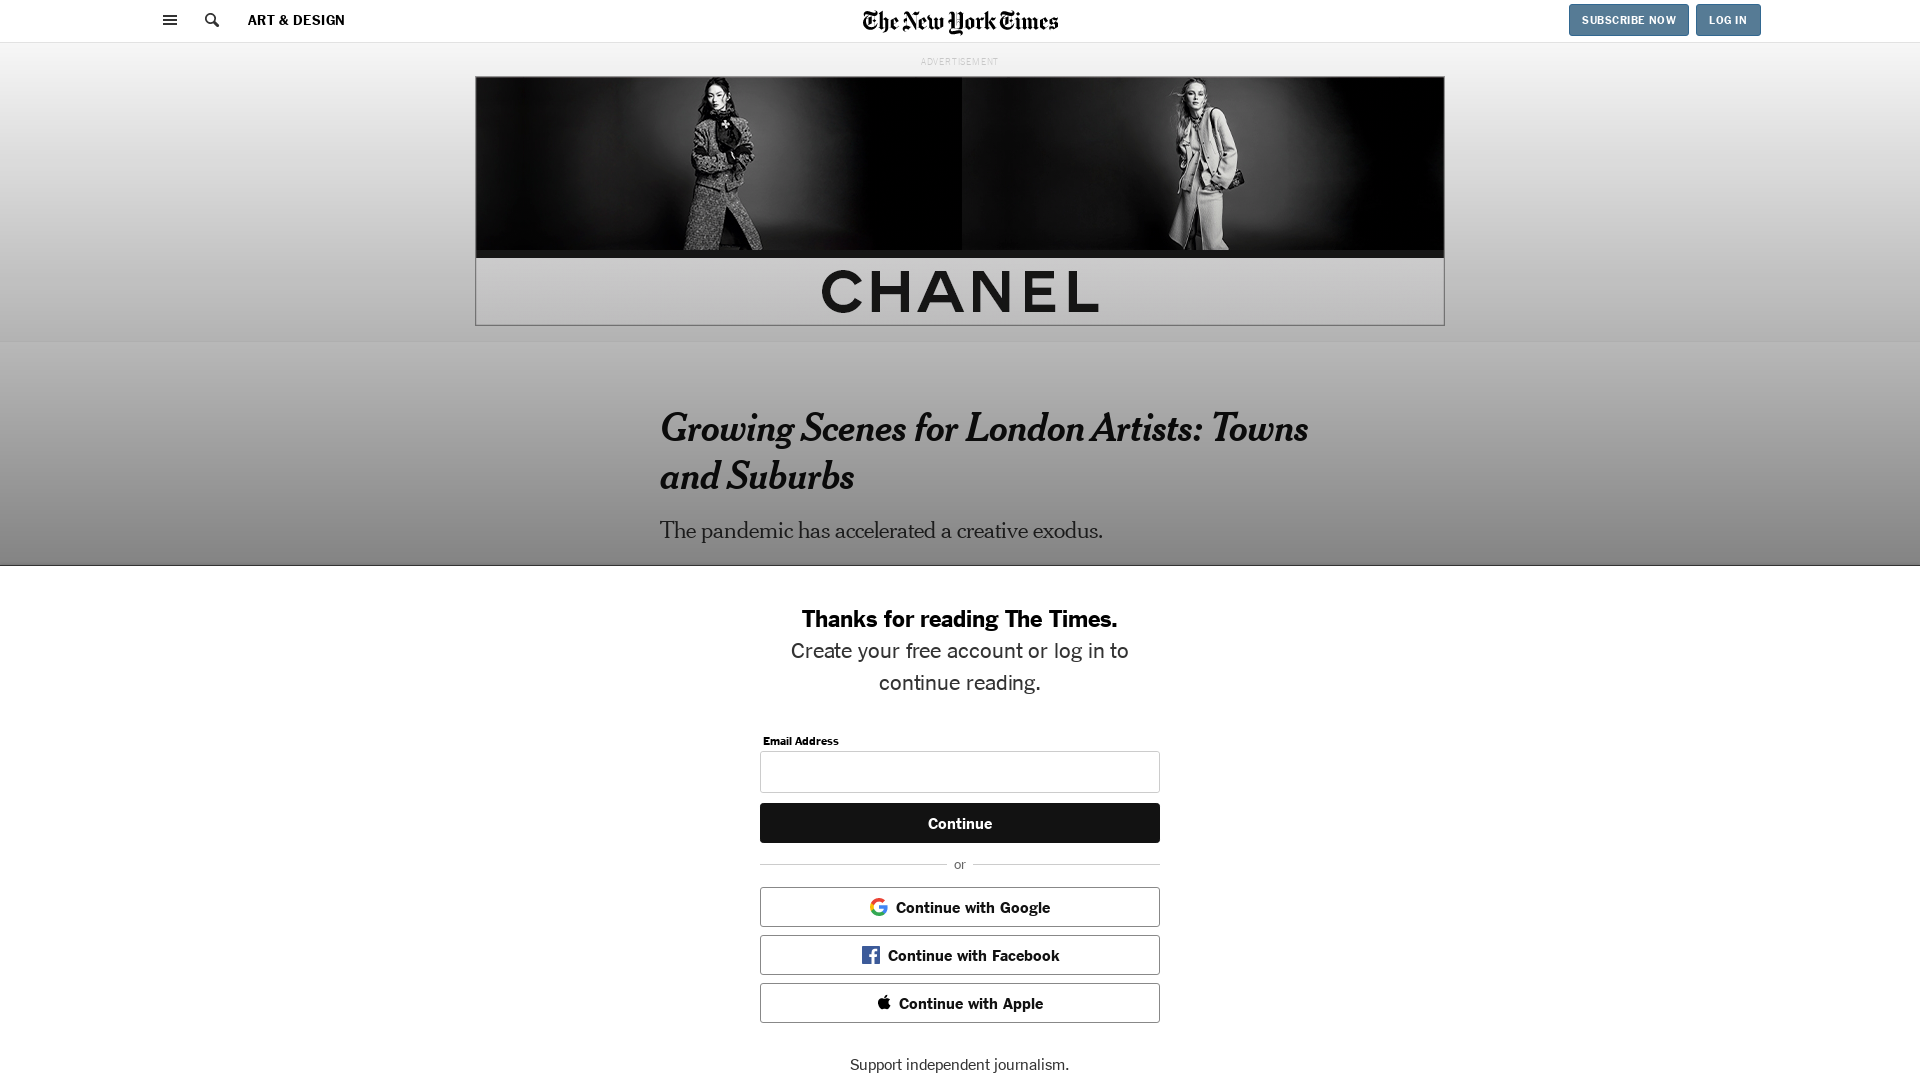 ART & DESIGN
The New York Times
SUBSCRIBE NOW
LOG IN
ADVERTISEMENT
CHANEL
Growing Scenes for London Artists: Towns
and Suburbs
The pandemic has accelerated a creative exodus.
Thanks for reading The Times.
Create your free account or log in to
continue reading.
Email Address
Continue
or
Continue with Google
Continue with Facebook
Continue with Apple
Support independent journalism.